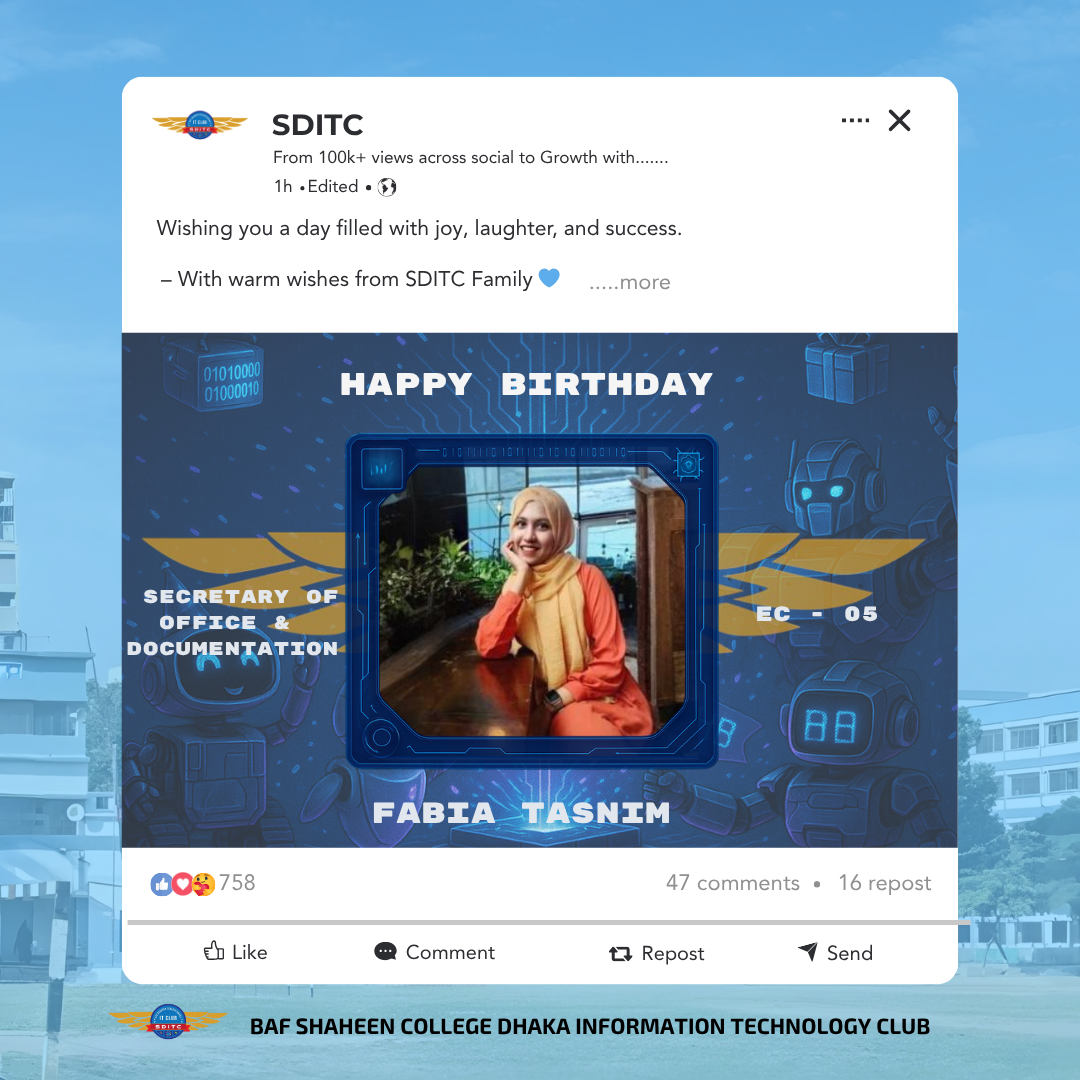 IT CLUB
SDITC
SDITC
From 100k+ views across social to Growth with.......
1h • Edited •
Wishing you a day filled with joy, laughter, and success.
– With warm wishes from SDITC Family 💙 .....more
01010000
01000010
HAPPY BIRTHDAY
SECRETARY OF
OFFICE &
DOCUMENTATION
EC - 05
88
FABIA TASNIM
758
47 comments • 16 repost
Like
Comment
Repost
Send
IT CLUB
SDITC
BAF SHAHEEN COLLEGE DHAKA INFORMATION TECHNOLOGY CLUB